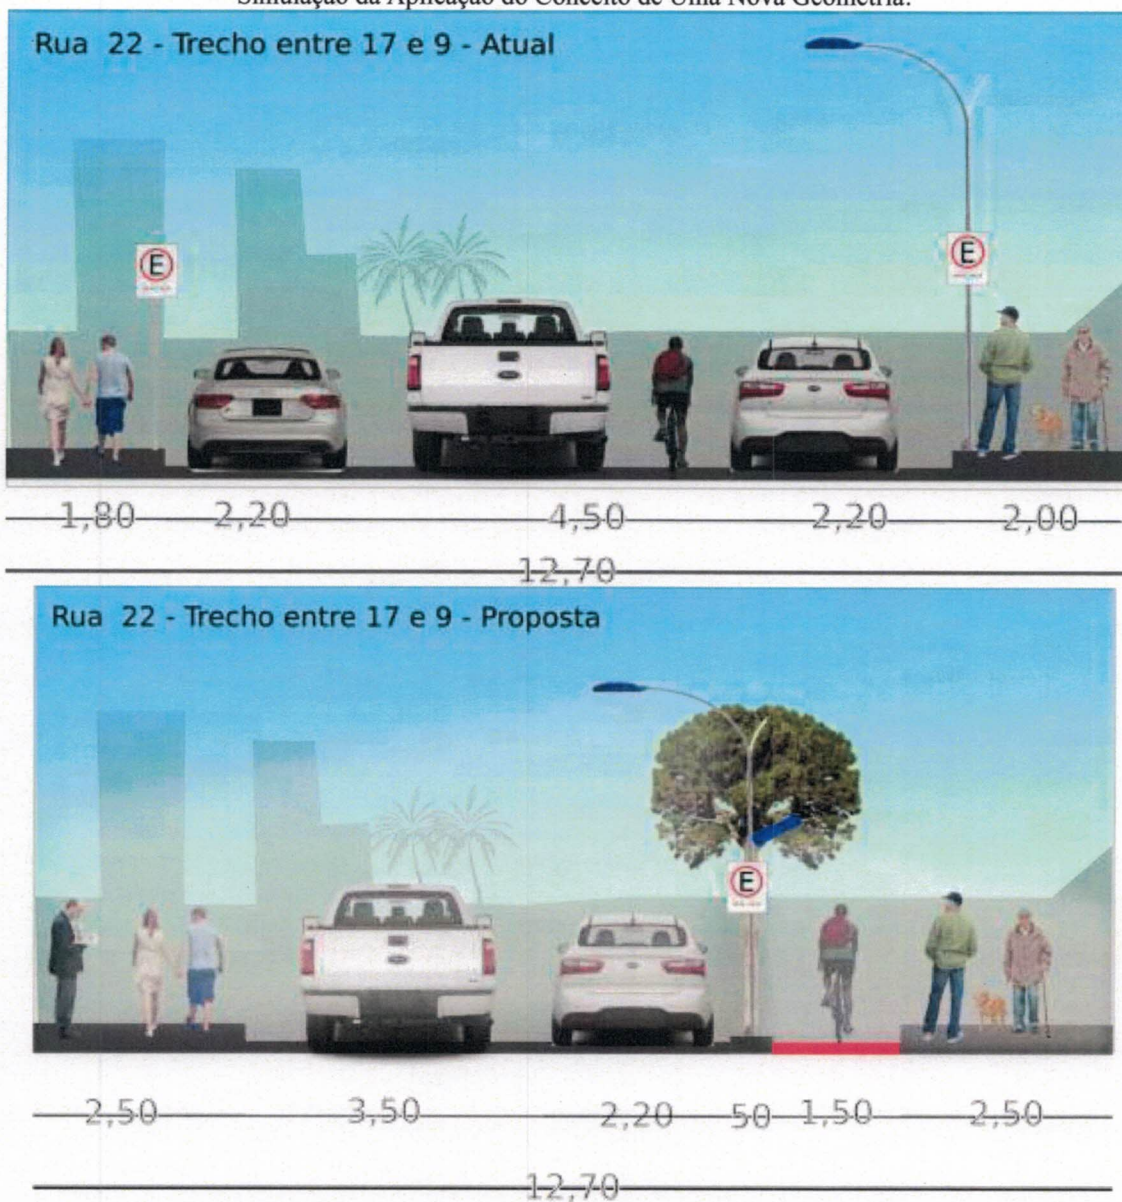 Simulação da Aplicação do Conceito de Uma Nova Geometria.
Rua 22 - Trecho entre 17 e 9 - Atual
E
E
1,80 2,20 4,50 2,20 2,00
12,70
Rua 22 - Trecho entre 17 e 9 - Proposta
E
2,50 3,50 2,20 50 1,50 2,50
12,70